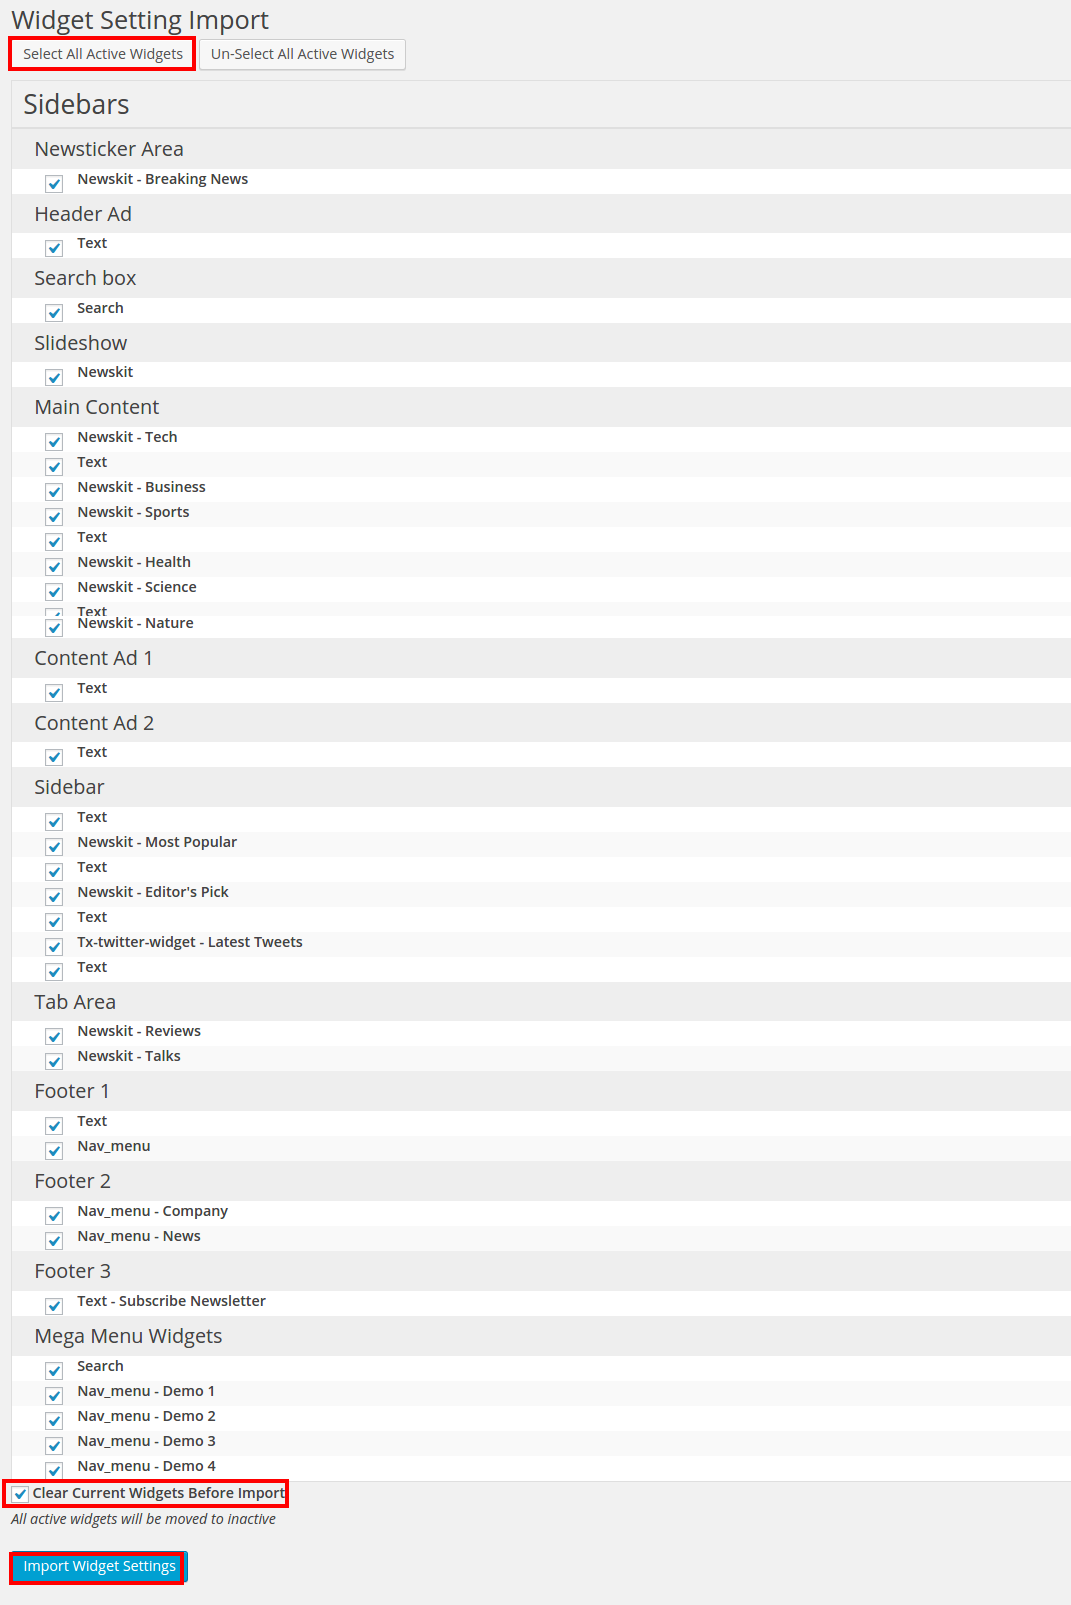 Widget Setting Import
Select All Active Widgets Un-Select All Active Widgets
Sidebars
Newsticker Area
Newskit - Breaking News
Header Ad
Text
Search box
Search
Slideshow
Newskit
Main Content
Newskit - Tech
Text
Newskit - Business
Newskit - Sports
Text
Newskit - Health
Newskit - Science
Text
Newskit - Nature
Content Ad 1
Text
Content Ad 2
Text
Sidebar
Text
Newskit - Most Popular
Text
Newskit - Editor's Pick
Text
Tx-twitter-widget - Latest Tweets
Text
Tab Area
Newskit - Reviews
Newskit - Talks
Footer 1
Text
Nav_menu
Footer 2
Nav_menu - Company
Nav_menu - News
Footer 3
Text - Subscribe Newsletter
Mega Menu Widgets
Search
Nav_menu - Demo 1
Nav_menu - Demo 2
Nav_menu - Demo 3
Nav_menu - Demo 4
Clear Current Widgets Before Import
All active widgets will be moved to inactive
Import Widget Settings